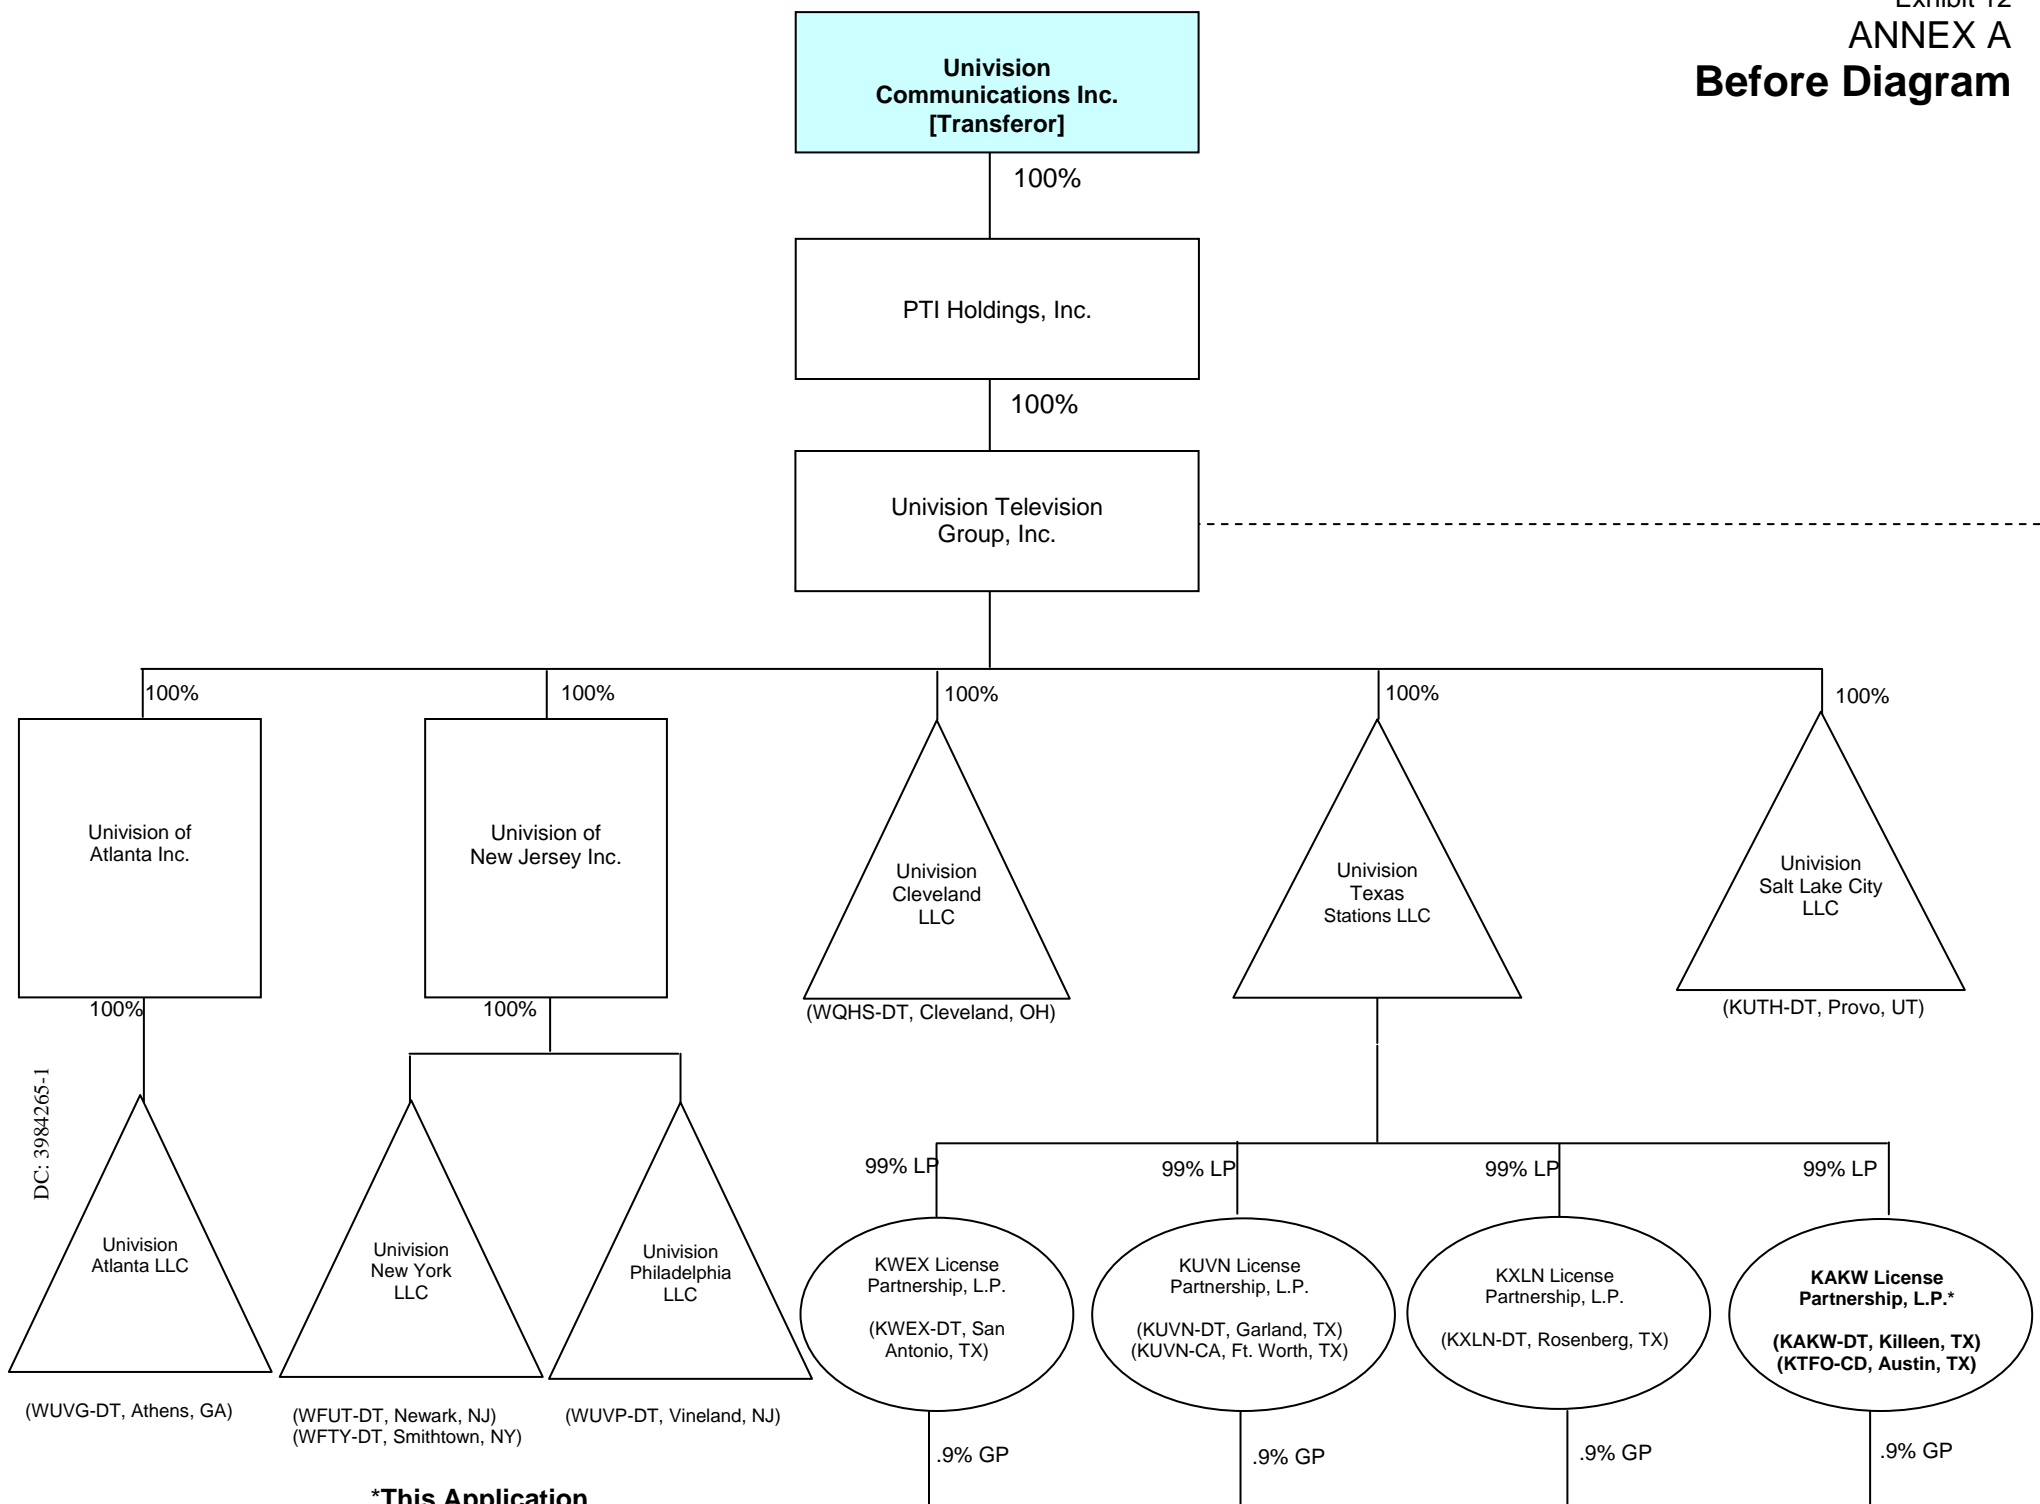 Exhibit 12
ANNEX A
Before Diagram
Univision
Communications Inc.
[Transferor]
100%
PTI Holdings, Inc.
100%
Univision Television
Group, Inc.
100%
100%
100%
100%
100%
Univision of
Atlanta Inc.
Univision of
New Jersey Inc.
Univision
Cleveland
LLC
Univision
Texas
Stations LLC
Univision
Salt Lake City
LLC
100%
100%
(WQHS-DT, Cleveland, OH)
(KUTH-DT, Provo, UT)
DC: 3984265-1
99% LP
99% LP
99% LP
99% LP
Univision
Atlanta LLC
Univision
New York
LLC
Univision
Philadelphia
LLC
KWEX License
Partnership, L.P.
(KWEX-DT, San
Antonio, TX)
KUVN License
Partnership, L.P.
(KUVN-DT, Garland, TX)
(KUVN-CA, Ft. Worth, TX)
KXLN License
Partnership, L.P.
(KXLN-DT, Rosenberg, TX)
KAKW License
Partnership, L.P.*
(KAKW-DT, Killeen, TX)
(KTFO-CD, Austin, TX)
(WUVG-DT, Athens, GA)
(WFUT-DT, Newark, NJ)
(WFTY-DT, Smithtown, NY)
(WUVP-DT, Vineland, NJ)
.9% GP
.9% GP
.9% GP
.9% GP
*This Application